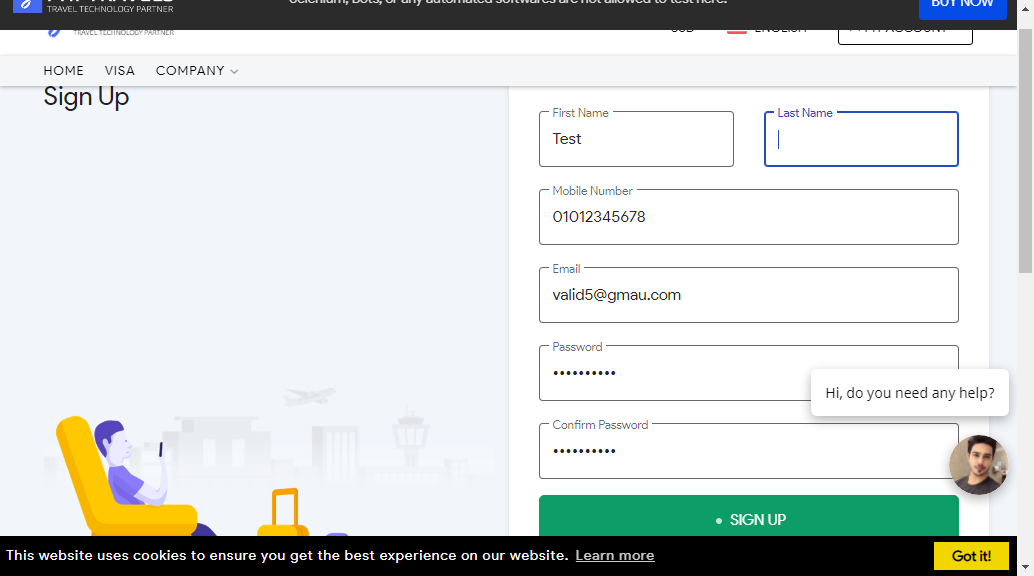 TRAVEL TECHNOLOGY PARTNER
Selenium, Bots, or any automated softwares are not allowed to test here.
BUY NOW
TRAVEL TECHNOLOGY PARTNER
USD
ENGLISH
MY ACCOUNT
HOME VISA COMPANY
Sign Up
First Name
Test
Last Name
Mobile Number
01012345678
Email
valid5@gmau.com
Password
Hi, do you need any help?
Confirm Password
SIGN UP
This website uses cookies to ensure you get the best experience on our website. Learn more
Got it!